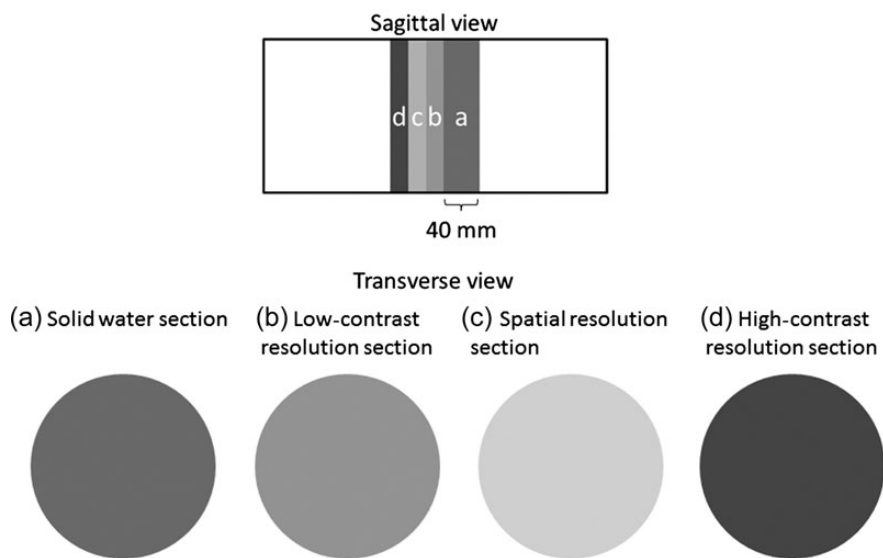 Sagittal view
d c b a
40 mm
Transverse view
(a) Solid water section
(b) Low-contrast
resolution section
(c) Spatial resolution
section
(d) High-contrast
resolution section